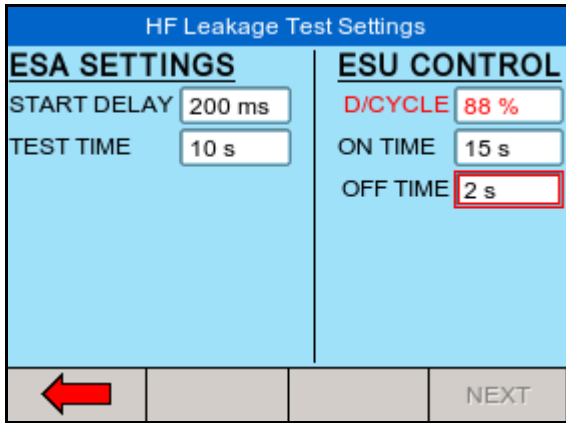 HF Leakage Test Settings
ESA SETTINGS
START DELAY 200 ms
TEST TIME 10 s
ESU CONTROL
D/CYCLE 88 %
ON TIME 15 s
OFF TIME 2 s
NEXT